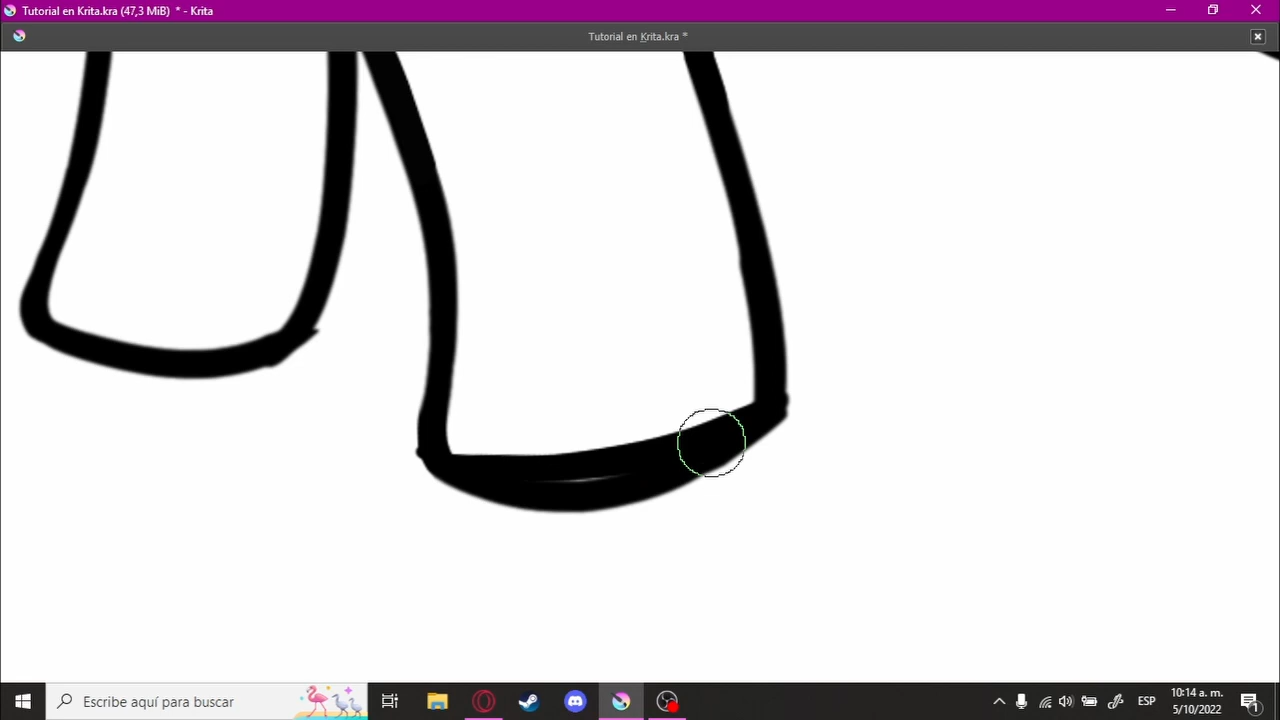 Tutorial en Krita.kra (47,3 MiB) * - Krita
Tutorial en Krita.kra *
Escribe aquí para buscar
ESP
10:14 a. m.
5/10/2022
1